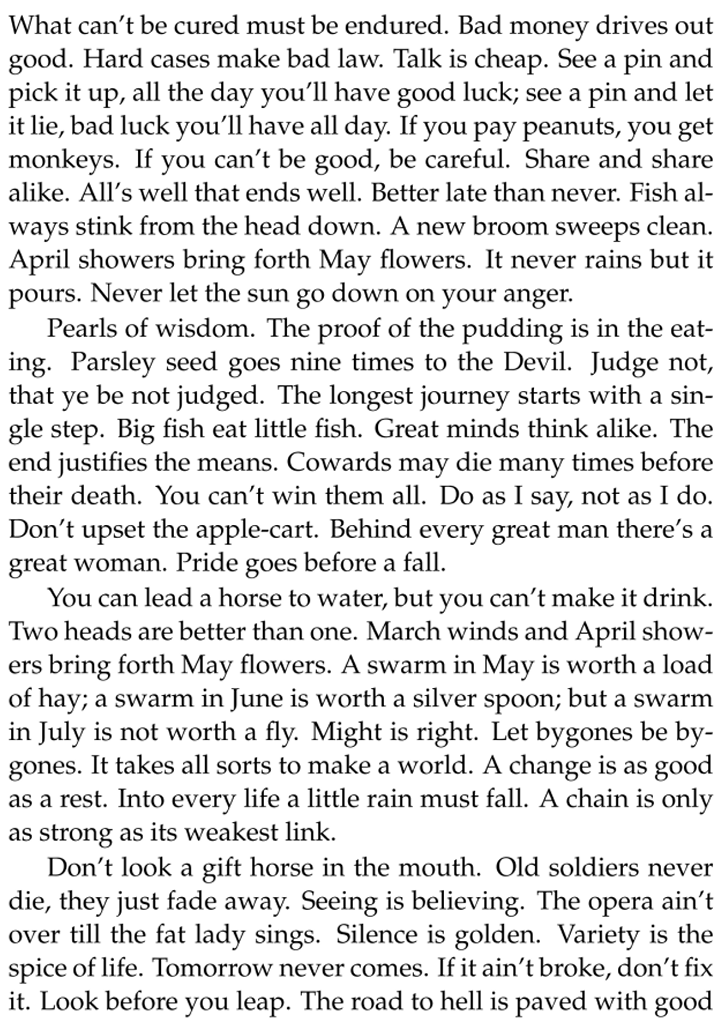 What can’t be cured must be endured. Bad money drives out
good. Hard cases make bad law. Talk is cheap. See a pin and
pick it up, all the day you’ll have good luck; see a pin and let
it lie, bad luck you’ll have all day. If you pay peanuts, you get
monkeys. If you can’t be good, be careful. Share and share
alike. All’s well that ends well. Better late than never. Fish al-
ways stink from the head down. A new broom sweeps clean.
April showers bring forth May flowers. It never rains but it
pours. Never let the sun go down on your anger.
Pearls of wisdom. The proof of the pudding is in the eat-
ing. Parsley seed goes nine times to the Devil. Judge not,
that ye be not judged. The longest journey starts with a sin-
gle step. Big fish eat little fish. Great minds think alike. The
end justifies the means. Cowards may die many times before
their death. You can’t win them all. Do as I say, not as I do.
Don’t upset the apple-cart. Behind every great man there’s a
great woman. Pride goes before a fall.
You can lead a horse to water, but you can’t make it drink.
Two heads are better than one. March winds and April show-
ers bring forth May flowers. A swarm in May is worth a load
of hay; a swarm in June is worth a silver spoon; but a swarm
in July is not worth a fly. Might is right. Let bygones be by-
gones. It takes all sorts to make a world. A change is as good
as a rest. Into every life a little rain must fall. A chain is only
as strong as its weakest link.
Don’t look a gift horse in the mouth. Old soldiers never
die, they just fade away. Seeing is believing. The opera ain’t
over till the fat lady sings. Silence is golden. Variety is the
spice of life. Tomorrow never comes. If it ain’t broke, don’t fix
it. Look before you leap. The road to hell is paved with good